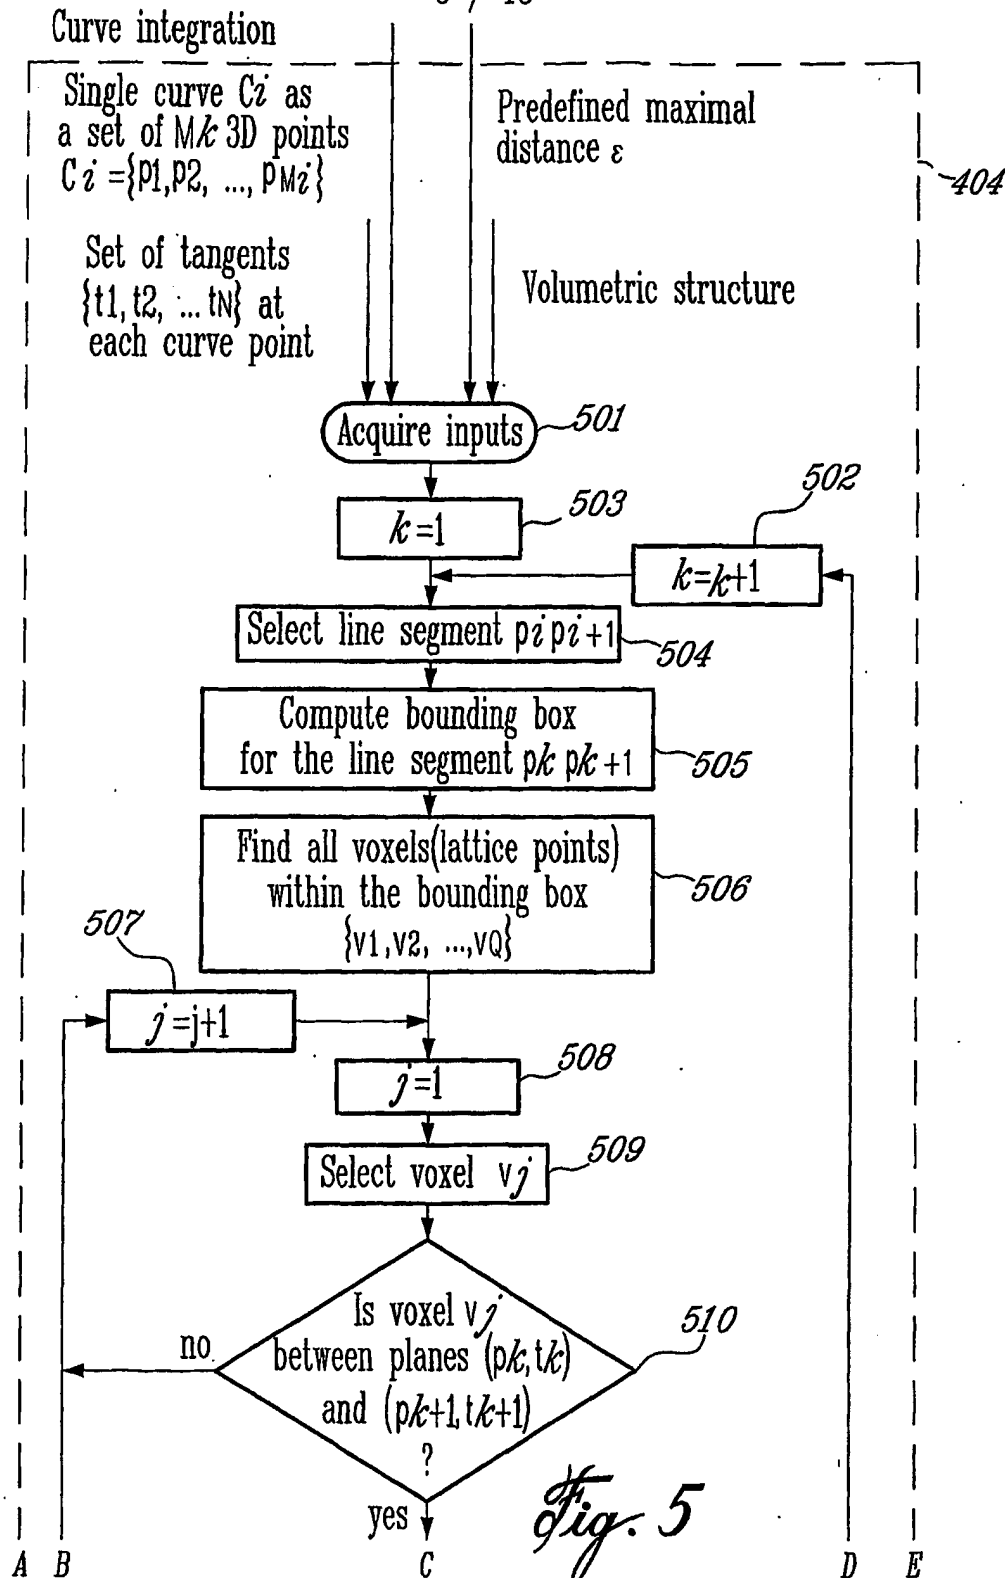 Curve integration
Single curve Ci as
a set of Mk 3D points
Ci ={p1,p2, ..., pMi}
Predefined maximal
distance ε
404
Set of tangents
{t1, t2, ... tN} at
each curve point
Volumetric structure
Acquire inputs
501
502
k=1
503
k=k+1
Select line segment pi pi+1
504
Compute bounding box
for the line segment pk pk+1
505
Find all voxels(lattice points)
within the bounding box
{v1,v2, ...,vQ}
506
507
j=j+1
j=1
508
Select voxel vj
509
Is voxel vj
between planes (pk,tk)
and (pk+1,tk+1)
?
510
no
yes
Fig. 5
A B C D E